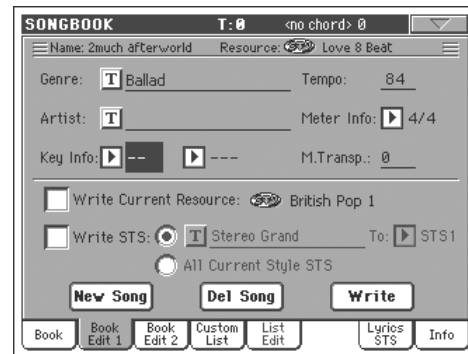 SONGBOOK T:0 <no chord> 0
Name: 2much afterworld Resource: Love 8 Beat
Genre: T Ballad Tempo: 84
Artist: T Meter Info: 4/4
Key Info: -- --- M.Transp.: 0
Write Current Resource: British Pop 1
Write STS: T Stereo Grand To: STS1
All Current Style STS
New Song Del Song Write
Book Book Edit 1 Book Edit 2 Custom List List Edit Lyrics STS Info